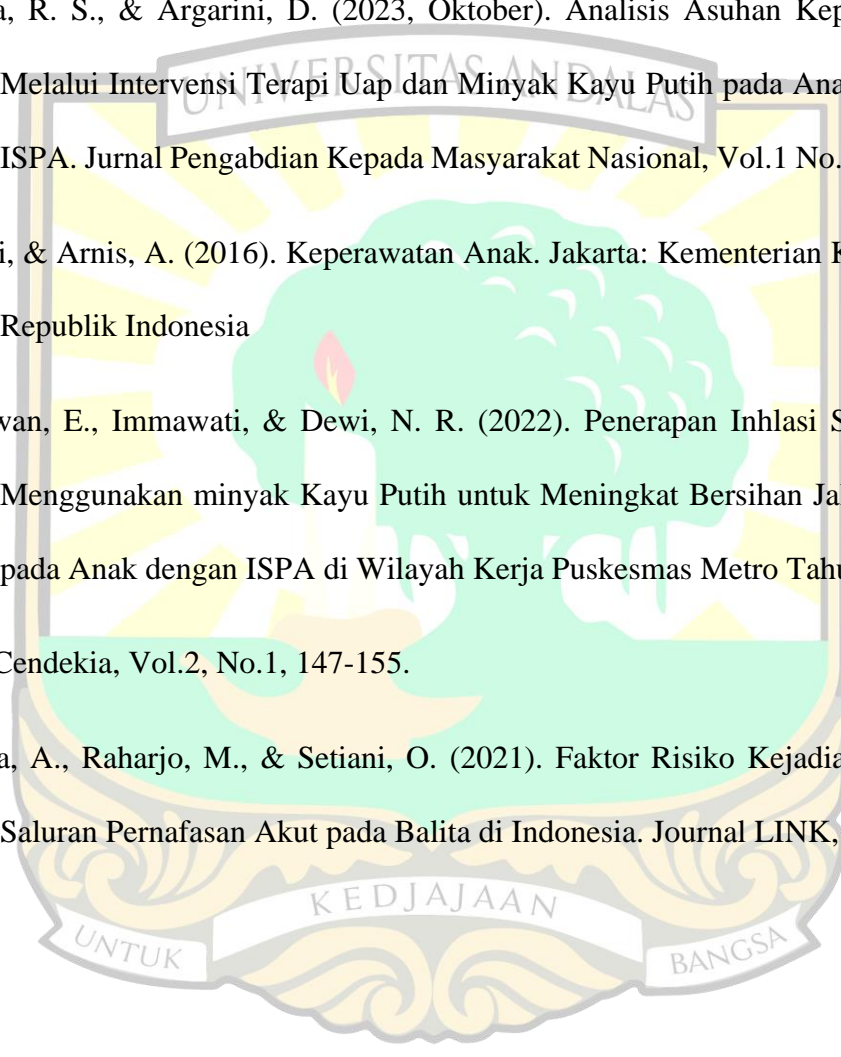 a, R. S., & Argarini, D. (2023, Oktober). Analisis Asuhan Kep
Melalui Intervensi Terapi Uap dan Minyak Kayu Putih pada Ana
UNIVERSITAS ANDALAS
ISPA. Jurnal Pengabdian Kepada Masyarakat Nasional, Vol.1 No.
i, & Arnis, A. (2016). Keperawatan Anak. Jakarta: Kementerian K
Republik Indonesia
wan, E., Immawati, & Dewi, N. R. (2022). Penerapan Inhlasi S
Menggunakan minyak Kayu Putih untuk Meningkat Bersihan Jal
pada Anak dengan ISPA di Wilayah Kerja Puskesmas Metro Tahu
Cendekia, Vol.2, No.1, 147-155.
a, A., Raharjo, M., & Setiani, O. (2021). Faktor Risiko Kejadia
Saluran Pernafasan Akut pada Balita di Indonesia. Journal LINK,
UNTUK KEDJAJAAN BANGSA